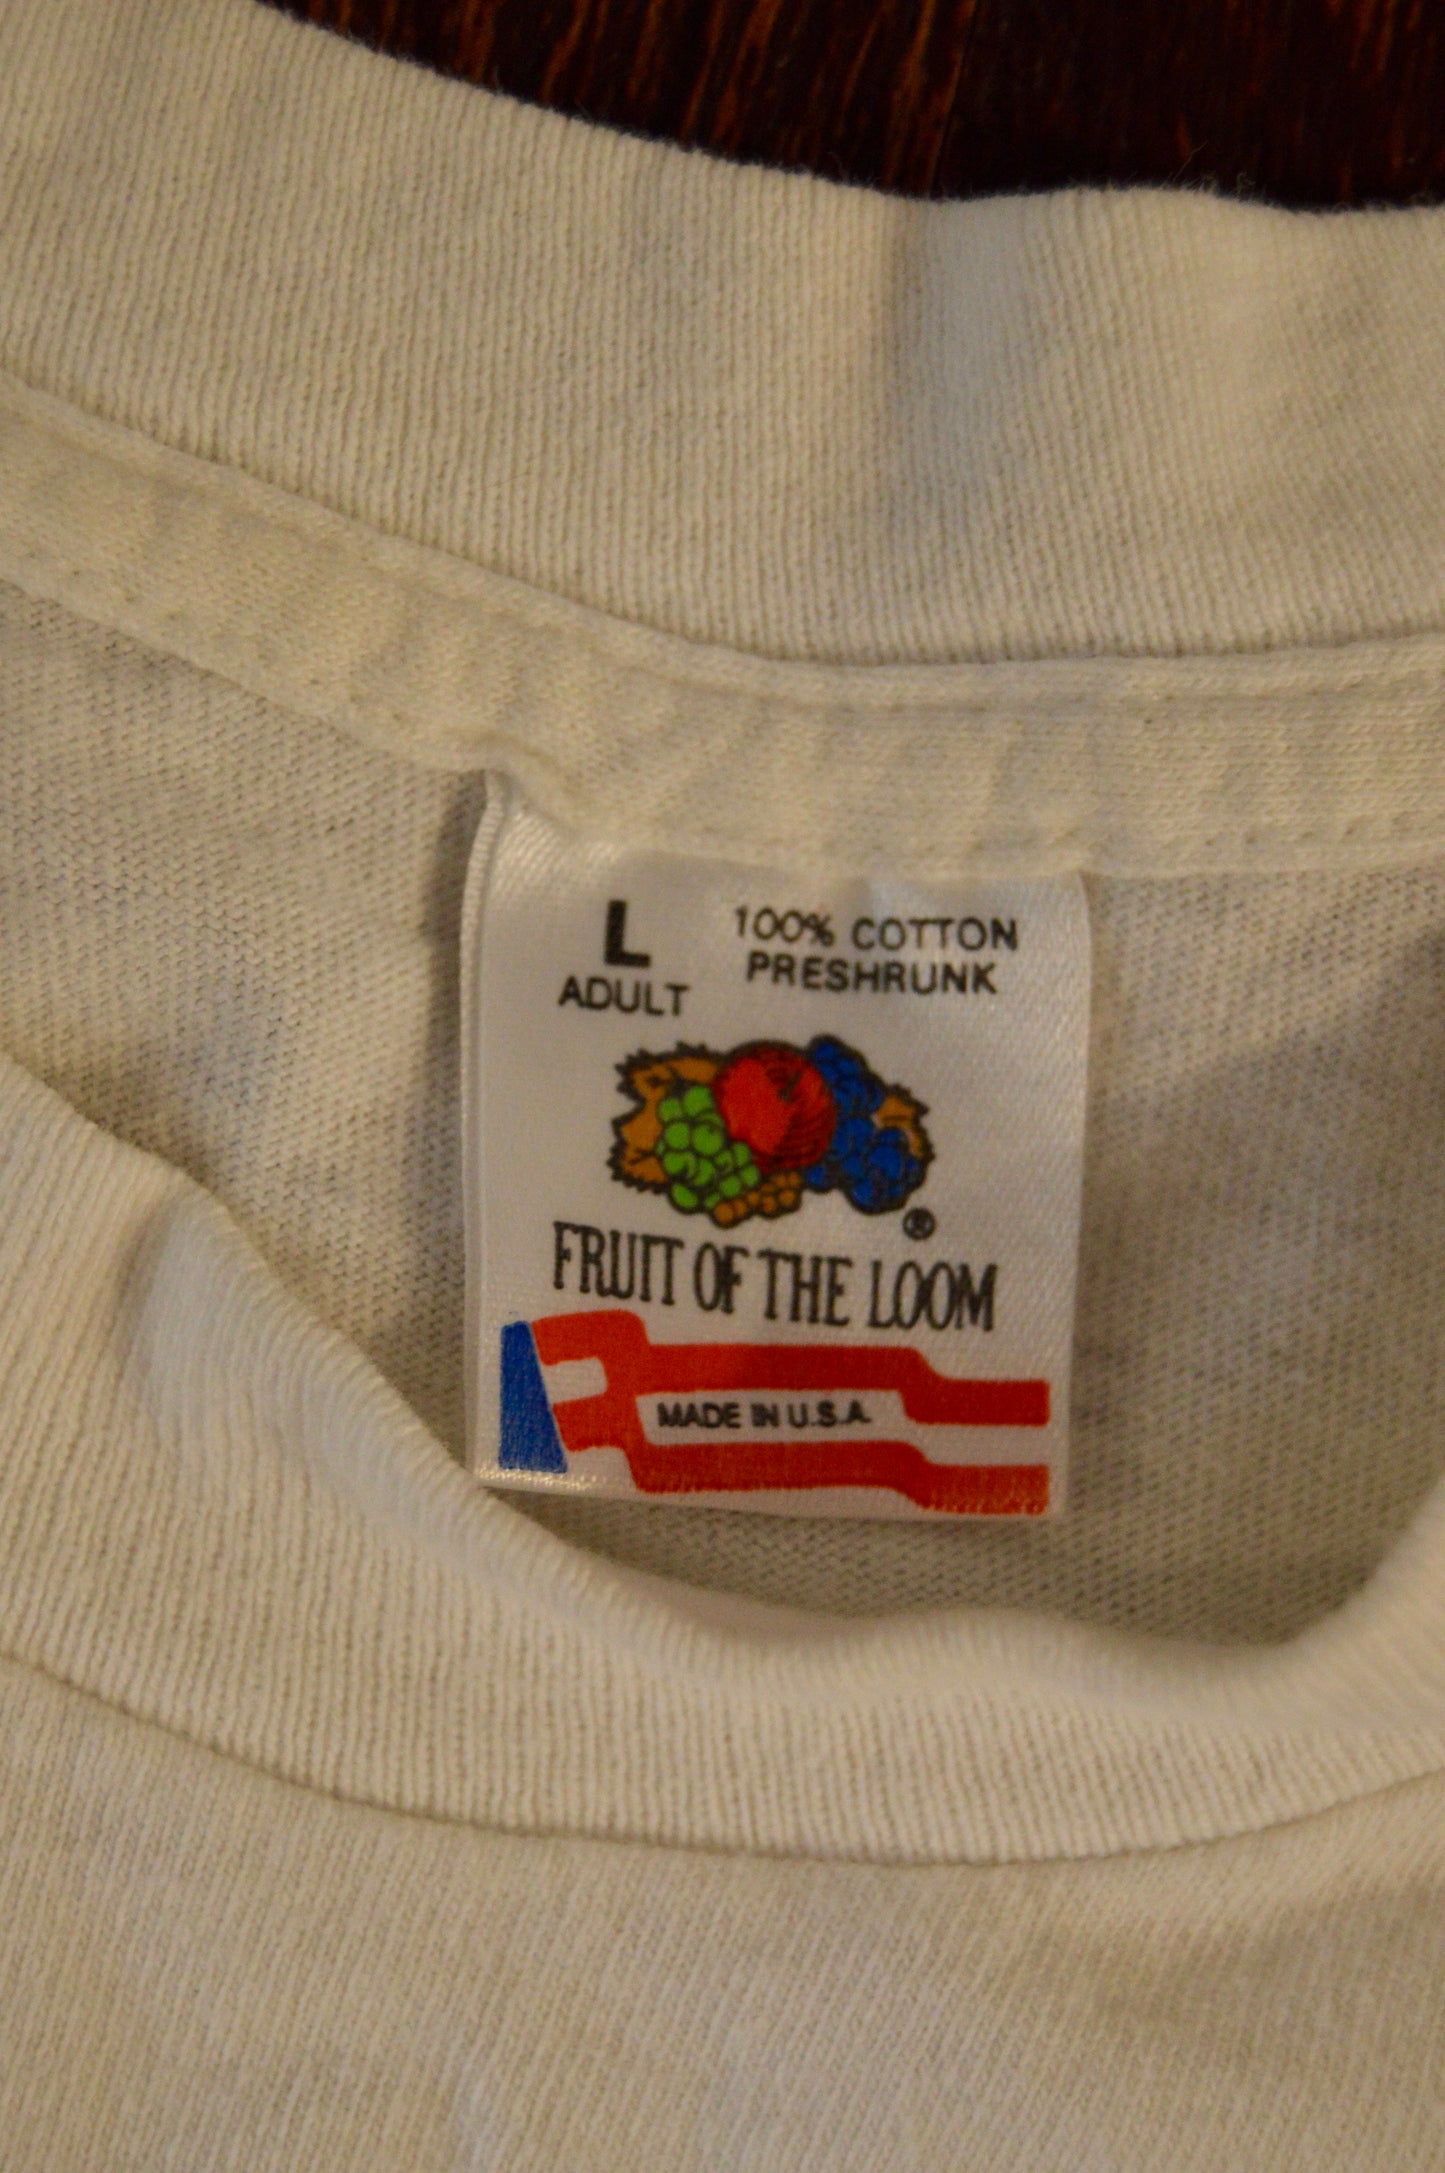 L
ADULT
100% COTTON
PRESHRUNK
®
FRUIT OF THE LOOM
MADE IN U.S.A.